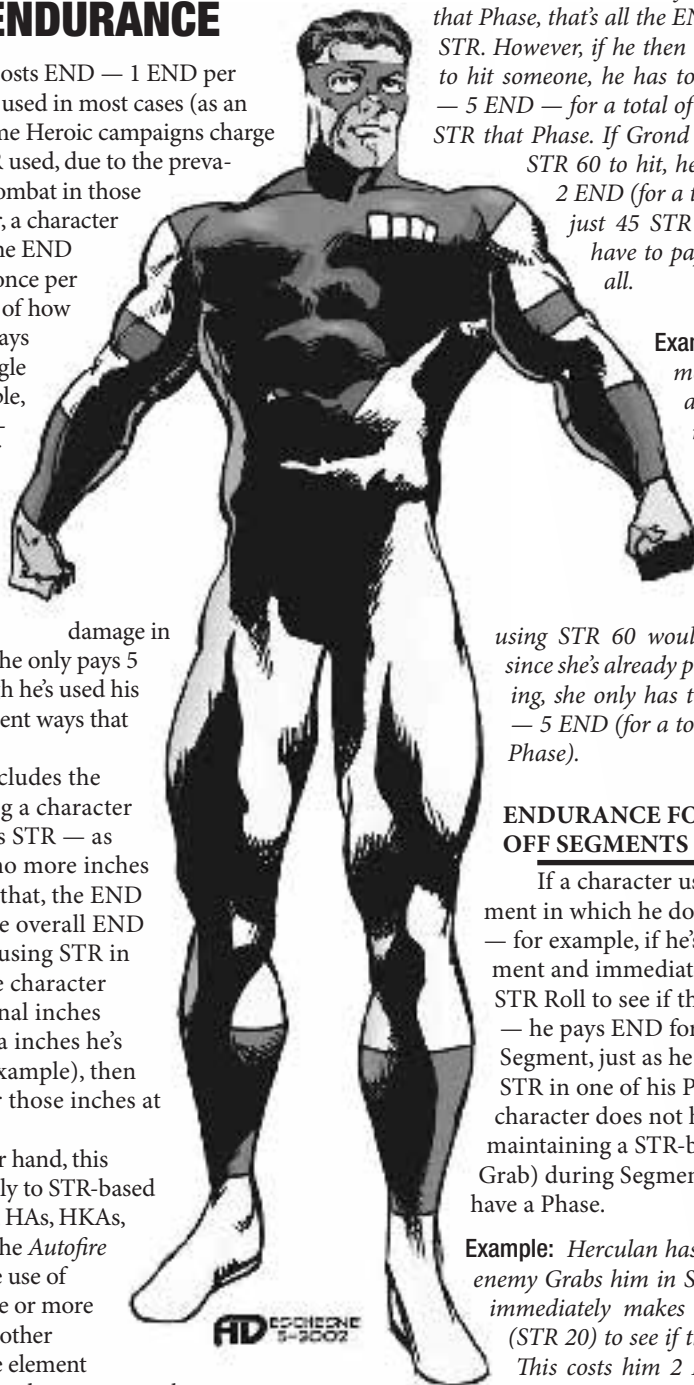 ENDURANCE
osts END — 1 END per
used in most cases (as an
me Heroic campaigns charge
R used, due to the preva-
ombat in those
r, a character
he END
once per
of how
ays
gle
ple,
damage in
he only pays 5
h he's used his
ent ways that
cludes the
g a character
s STR — as
no more inches
that, the END
e overall END
using STR in
e character
nal inches
a inches he's
xample), then
r those inches at
r hand, this
ly to STR-based
HAs, HKAs,
he Autofire
e use of
e or more
other
e element
that Phase, that's all the EN
STR. However, if he then
to hit someone, he has to
— 5 END — for a total of
STR that Phase. If Grond
STR 60 to hit, he
2 END (for a t
just 45 STR
have to pa
all.
Exam
m
a
using STR 60 woul
since she's already p
ing, she only has t
— 5 END (for a to
Phase).
ENDURANCE FO
OFF SEGMENTS
If a character us
ment in which he do
— for example, if he's
ment and immediat
STR Roll to see if th
— he pays END for
Segment, just as he
STR in one of his P
character does not h
maintaining a STR-b
Grab) during Segmen
have a Phase.
Example: Herculan has
enemy Grabs him in S
immediately makes
(STR 20) to see if t
This costs him 2
AD ESCHESNE
5-2002